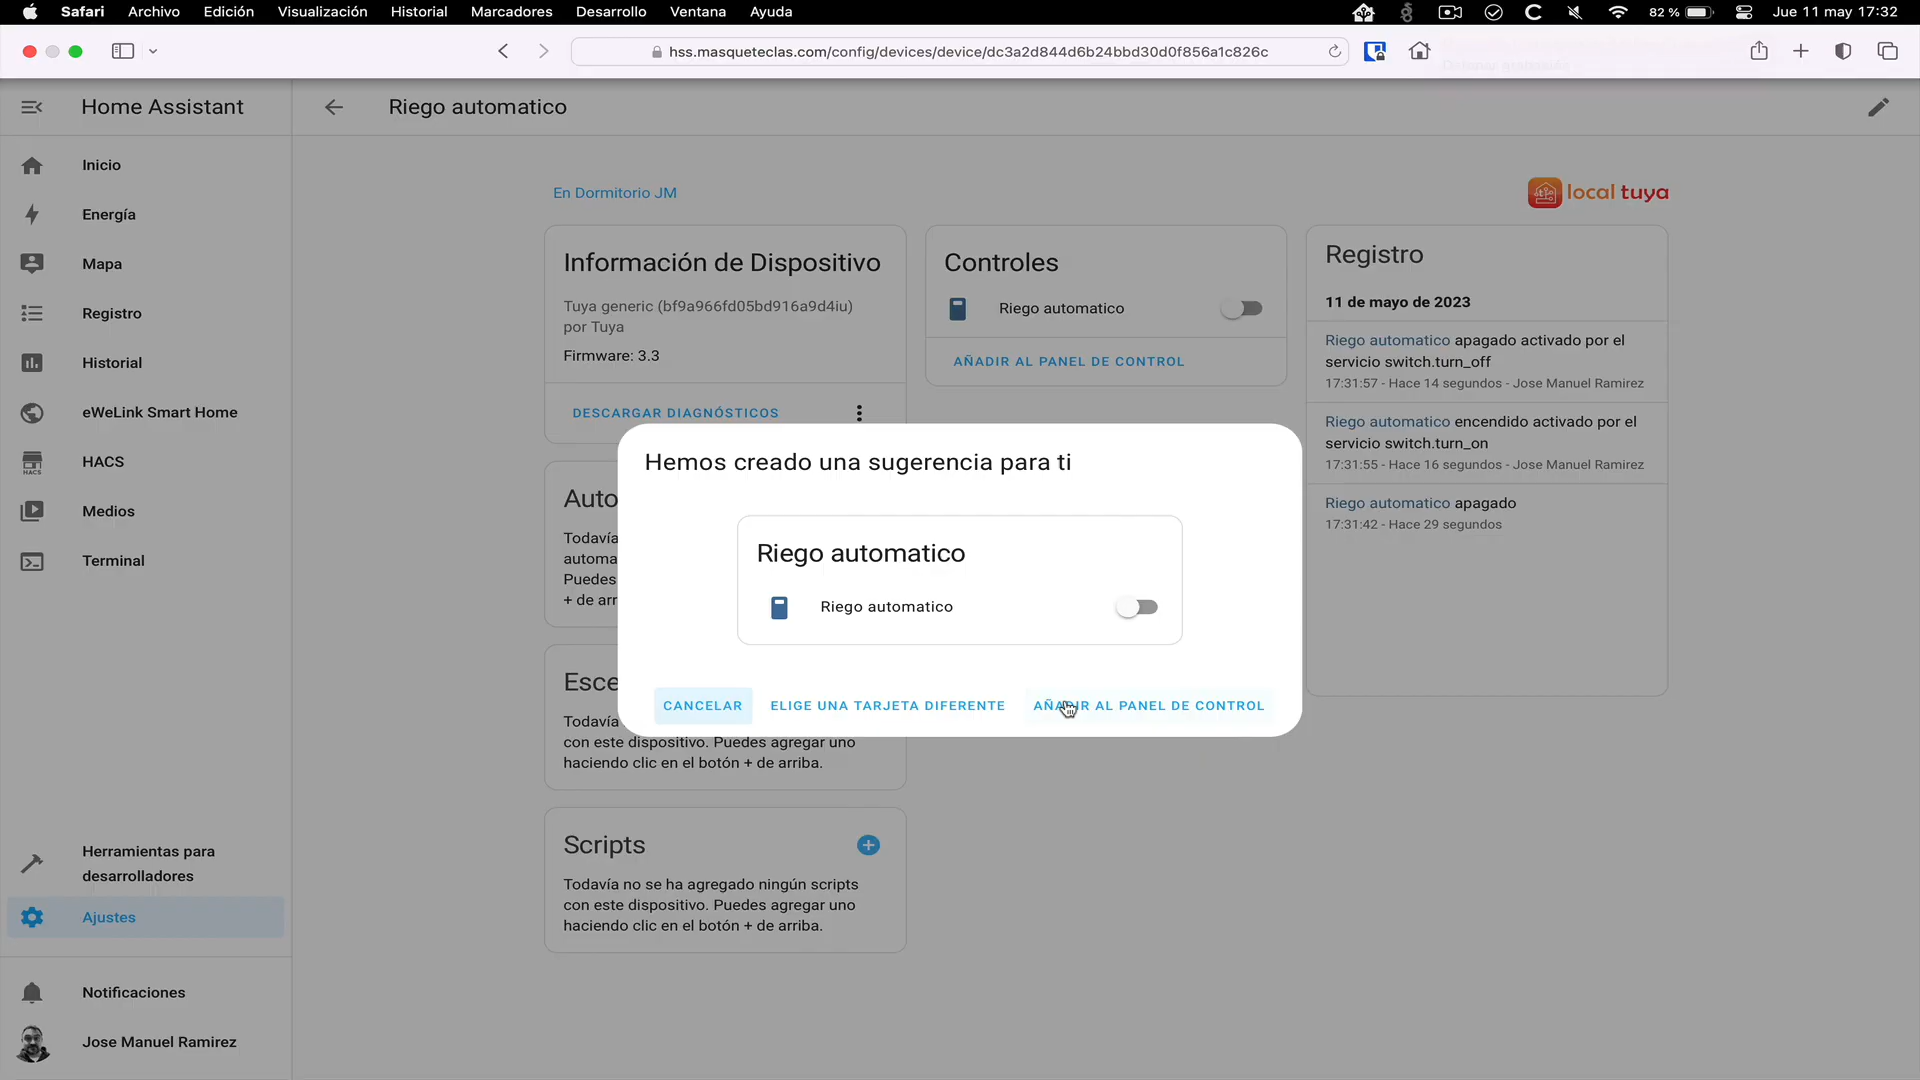 Safari Archivo Edición Visualización Historial Marcadores Desarrollo Ventana Ayuda
82 % Jue 11 may 17:32
hss.masqueteclas.com/config/devices/device/dc3a2d844d6b24bbd30d0f856a1c826c
Home Assistant
Riego automatico
Inicio
Energía
Mapa
Registro
Historial
eWeLink Smart Home
HACS
HACS
Medios
Terminal
Herramientas para
desarrolladores
Ajustes
Notificaciones
Jose Manuel Ramirez
En Dormitorio JM
local tuya
Información de Dispositivo
Tuya generic (bf9a966fd05bd916a9d4iu)
por Tuya
Firmware: 3.3
DESCARGAR DIAGNÓSTICOS
Auto
Todavía
automa
Puedes
+ de arr
Esce
Todavía
con este dispositivo. Puedes agregar uno
haciendo clic en el botón + de arriba.
Scripts
Todavía no se ha agregado ningún scripts
con este dispositivo. Puedes agregar uno
haciendo clic en el botón + de arriba.
Controles
Riego automatico
AÑADIR AL PANEL DE CONTROL
Registro
11 de mayo de 2023
Riego automatico apagado activado por el
servicio switch.turn_off
17:31:57 - Hace 14 segundos - Jose Manuel Ramirez
Riego automatico encendido activado por el
servicio switch.turn_on
17:31:55 - Hace 16 segundos - Jose Manuel Ramirez
Riego automatico apagado
17:31:42 - Hace 29 segundos
Hemos creado una sugerencia para ti
Riego automatico
Riego automatico
CANCELAR ELIGE UNA TARJETA DIFERENTE AÑADIR AL PANEL DE CONTROL